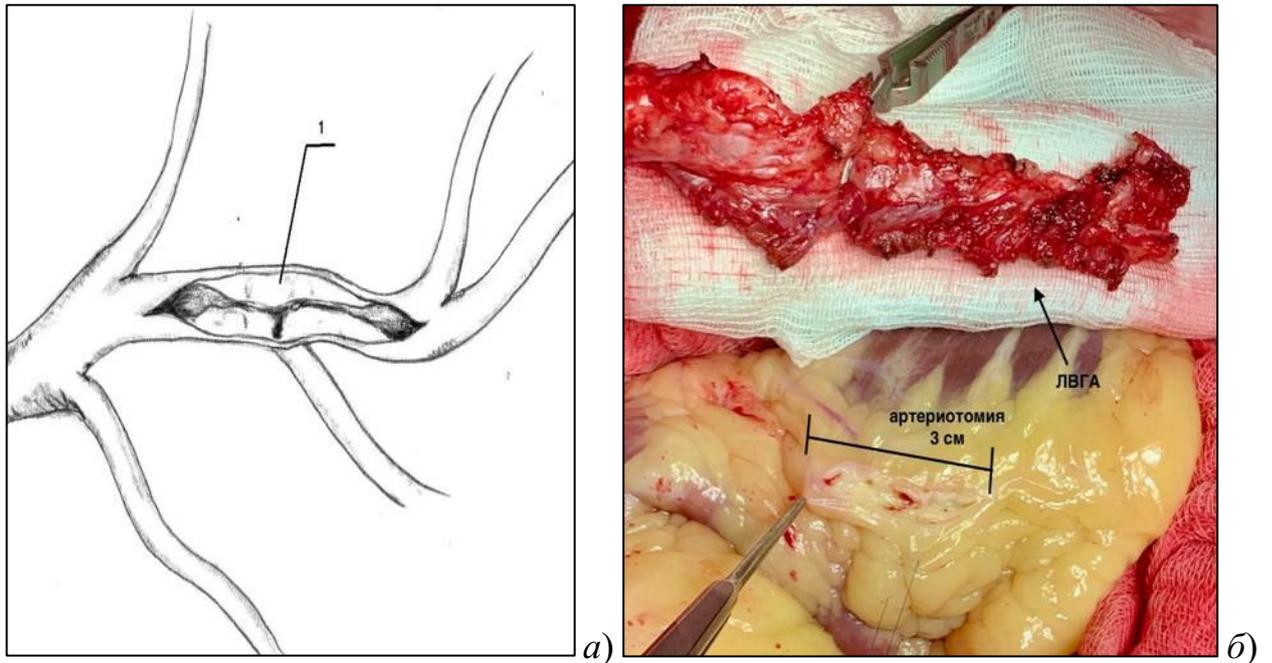 1
а)
ЛВГА
артериотомия
3 см
б)